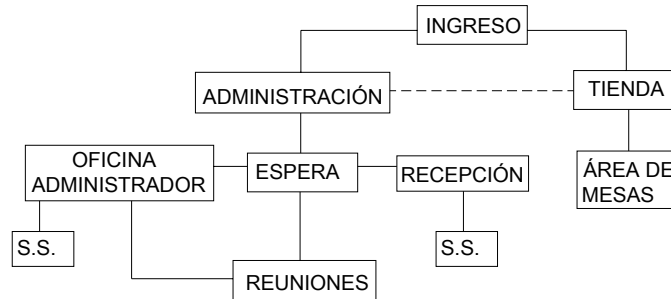 INGRESO
ADMINISTRACIÓN
TIENDA
OFICINA
ADMINISTRADOR
ESPERA
RECEPCIÓN
ÁREA DE
MESAS
S.S.
S.S.
REUNIONES